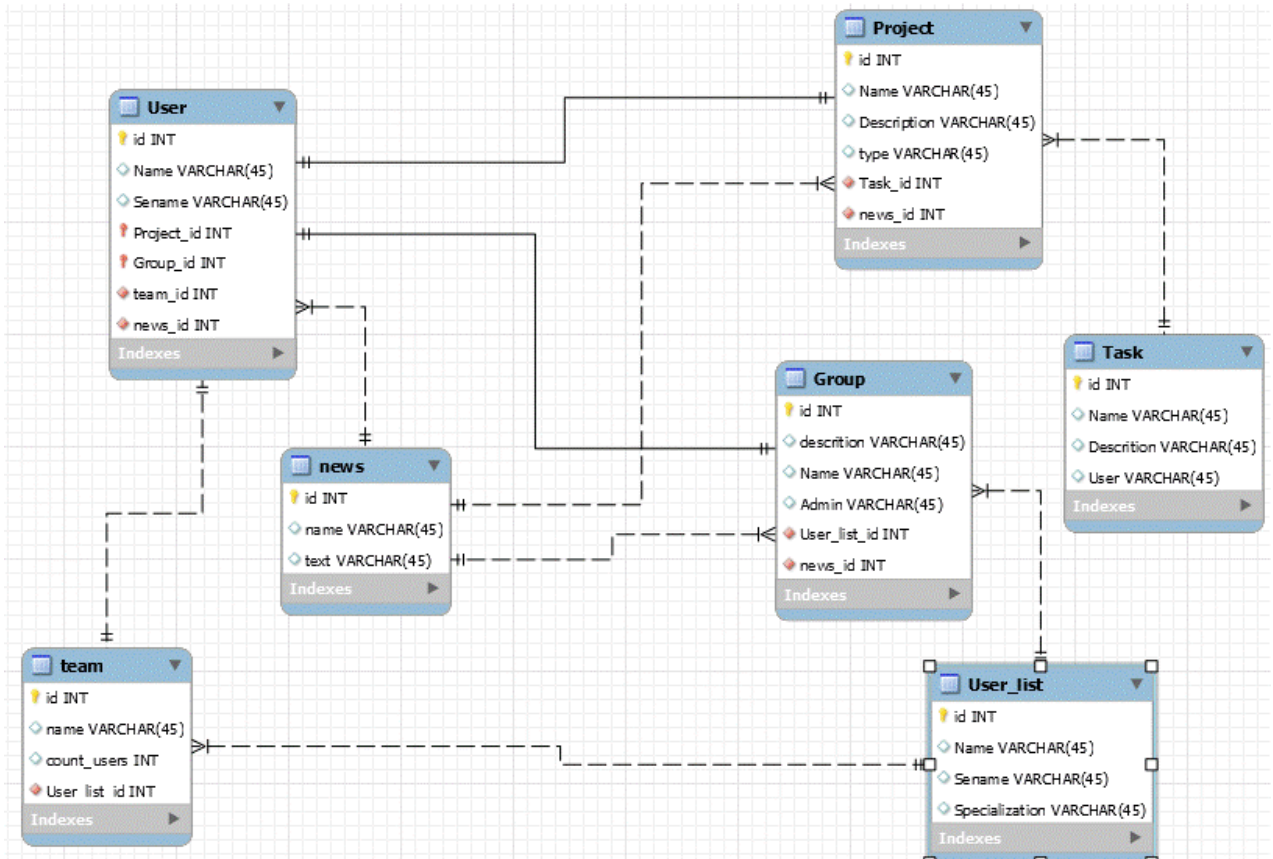 User
id INT
Name VARCHAR(45)
Sename VARCHAR(45)
Project_id INT
Group_id INT
team_id INT
news_id INT
Indexes
Project
id INT
Name VARCHAR(45)
Description VARCHAR(45)
type VARCHAR(45)
Task_id INT
news_id INT
Indexes
Task
id INT
Name VARCHAR(45)
Descrition VARCHAR(45)
User VARCHAR(45)
Indexes
Group
id INT
descrition VARCHAR(45)
Name VARCHAR(45)
Admin VARCHAR(45)
User_list_id INT
news_id INT
Indexes
news
id INT
name VARCHAR(45)
text VARCHAR(45)
Indexes
team
id INT
name VARCHAR(45)
count_users INT
User_list_id INT
Indexes
User_list
id INT
Name VARCHAR(45)
Sename VARCHAR(45)
Specialization VARCHAR(45)
Indexes